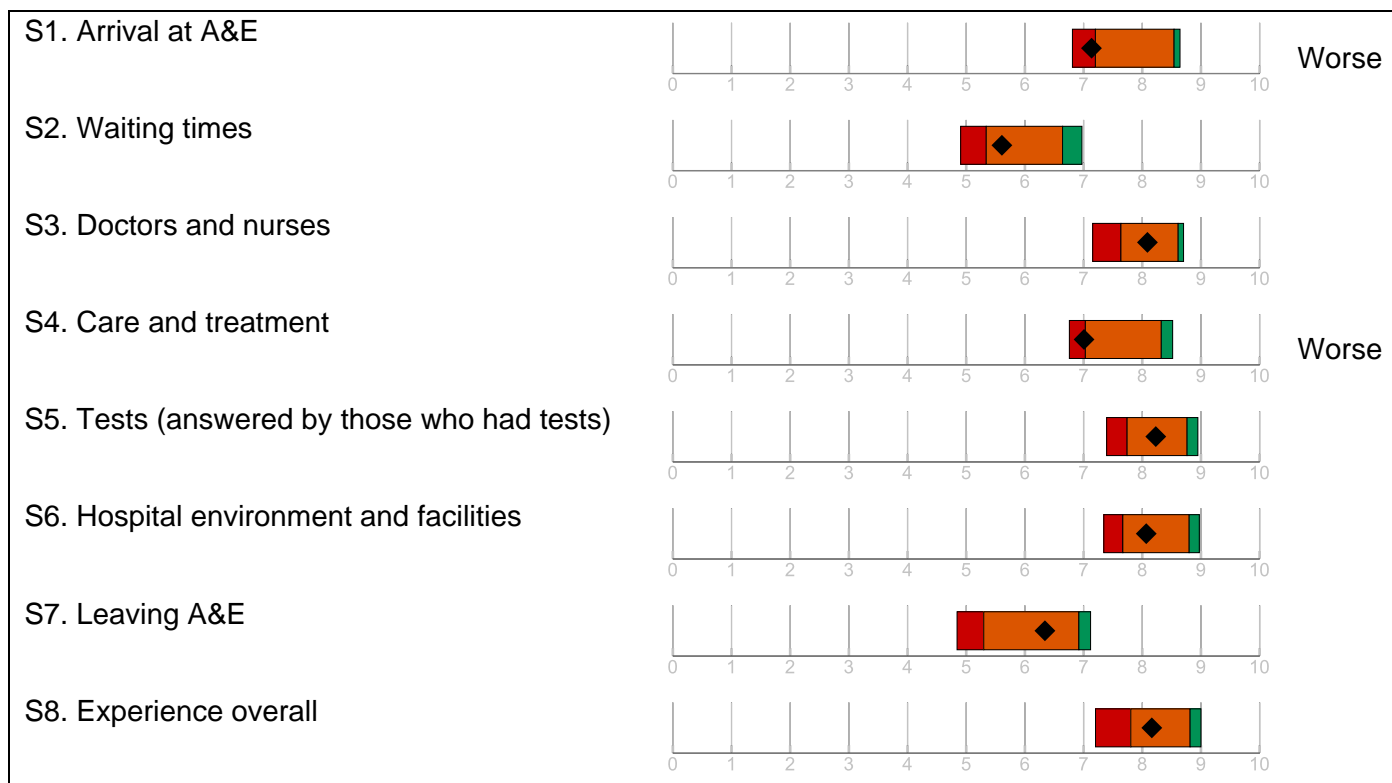 S1. Arrival at A&E
Worse
0 1 2 3 4 5 6 7 8 9 10
S2. Waiting times
0 1 2 3 4 5 6 7 8 9 10
S3. Doctors and nurses
0 1 2 3 4 5 6 7 8 9 10
S4. Care and treatment
Worse
0 1 2 3 4 5 6 7 8 9 10
S5. Tests (answered by those who had tests)
0 1 2 3 4 5 6 7 8 9 10
S6. Hospital environment and facilities
0 1 2 3 4 5 6 7 8 9 10
S7. Leaving A&E
0 1 2 3 4 5 6 7 8 9 10
S8. Experience overall
0 1 2 3 4 5 6 7 8 9 10